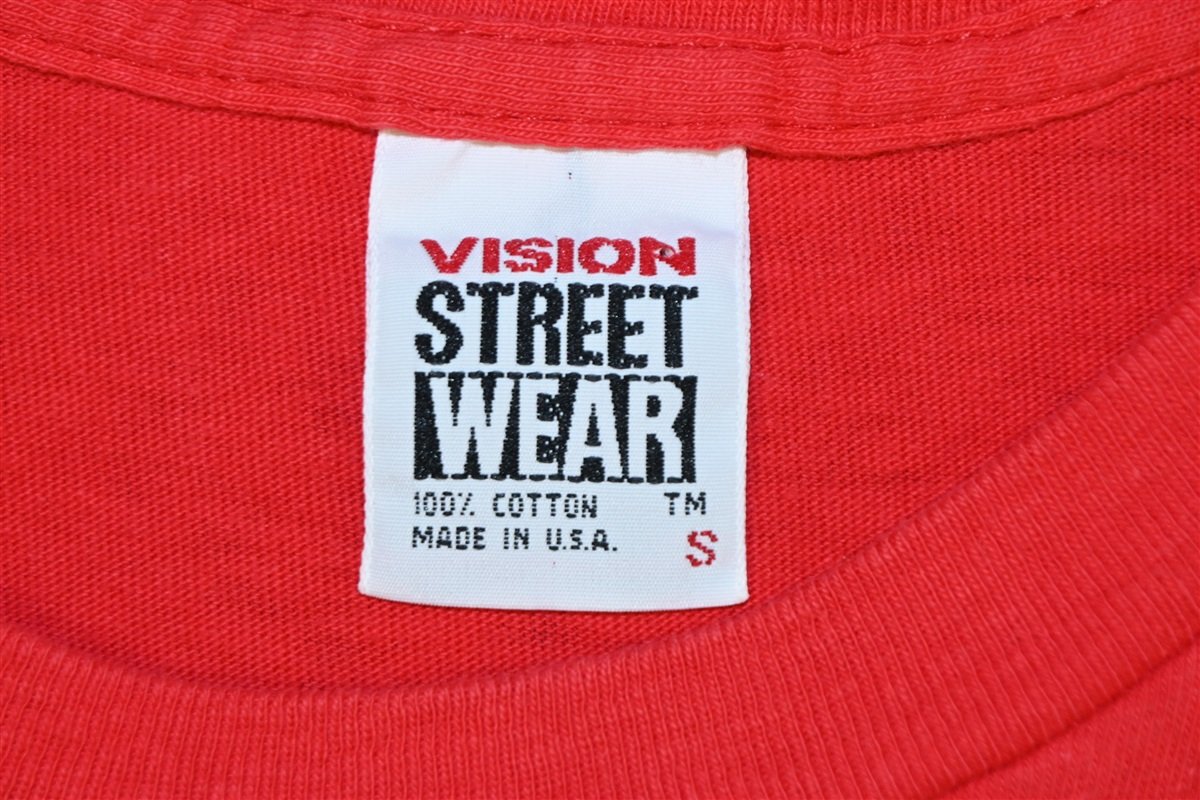 VISION
STREET
WEAR
100% COTTON TM
MADE IN U.S.A. S